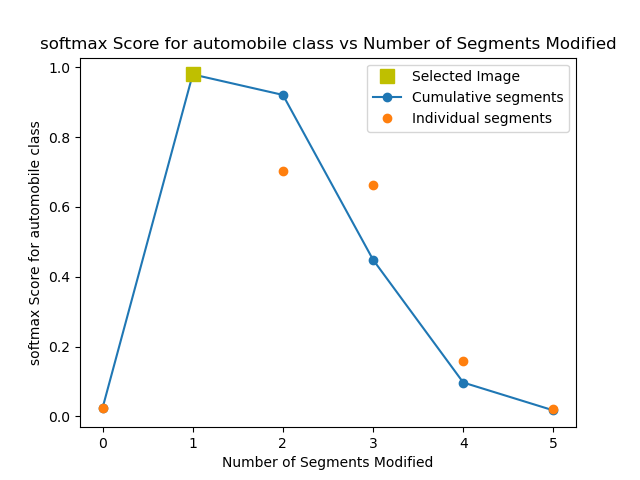 softmax Score for automobile class vs Number of Segments Modified
Selected Image
Cumulative segments
Individual segments
softmax Score for automobile class
1.0
0.8
0.6
0.4
0.2
0.0
0 1 2 3 4 5
Number of Segments Modified